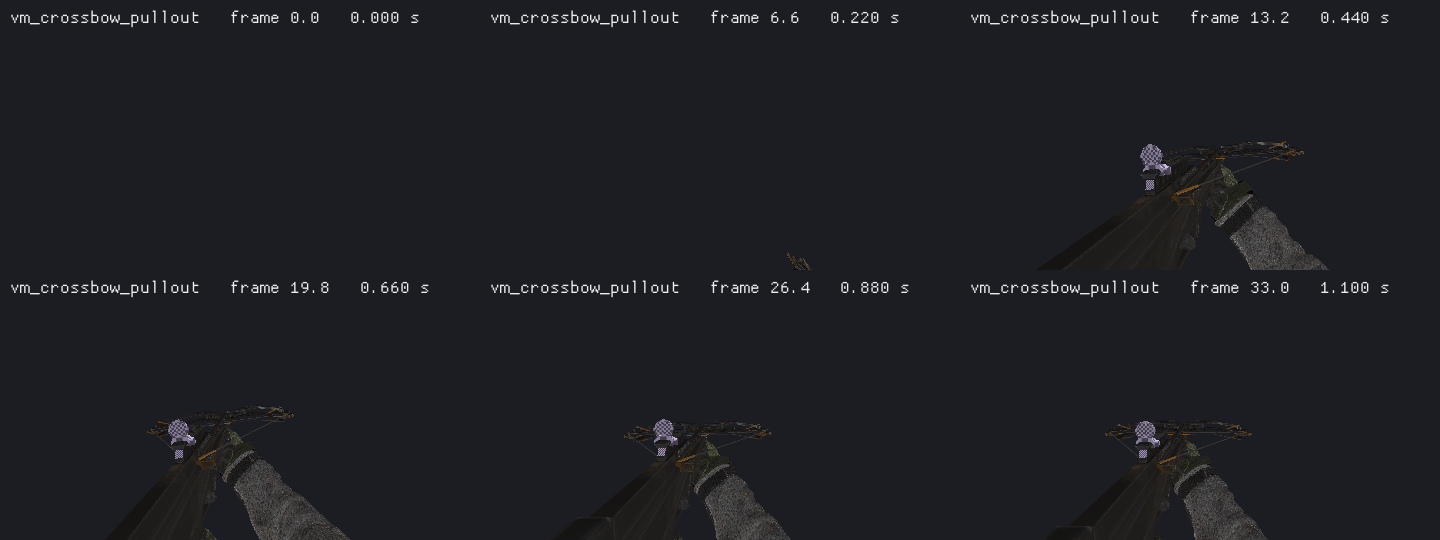 vm_crossbow_pullout frame 0.0 0.000 s
vm_crossbow_pullout frame 6.6 0.220 s
vm_crossbow_pullout frame 13.2 0.440 s
vm_crossbow_pullout frame 19.8 0.660 s
vm_crossbow_pullout frame 26.4 0.880 s
vm_crossbow_pullout frame 33.0 1.100 s